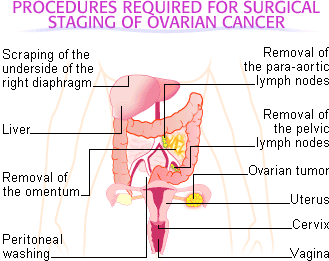 PROCEDURES REQUIRED FOR SURGICAL
STAGING OF OVARIAN CANCER
Scraping of the
underside of the
right diaphragm
Liver
Removal of
the omentum
Peritoneal
washing
Removal of
the para-aortic
lymph nodes
Removal of
the pelvic
lymph nodes
Ovarian tumor
Uterus
Cervix
Vagina